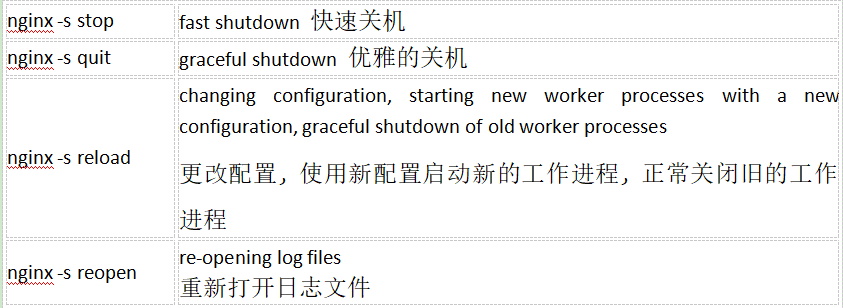 nginx -s stop
fast shutdown 快速关机
nginx -s quit
graceful shutdown 优雅的关机
nginx -s reload
changing configuration, starting new worker processes with a new
configuration, graceful shutdown of old worker processes
更改配置，使用新配置启动新的工作进程，正常关闭旧的工作
进程
nginx -s reopen
re-opening log files
重新打开日志文件